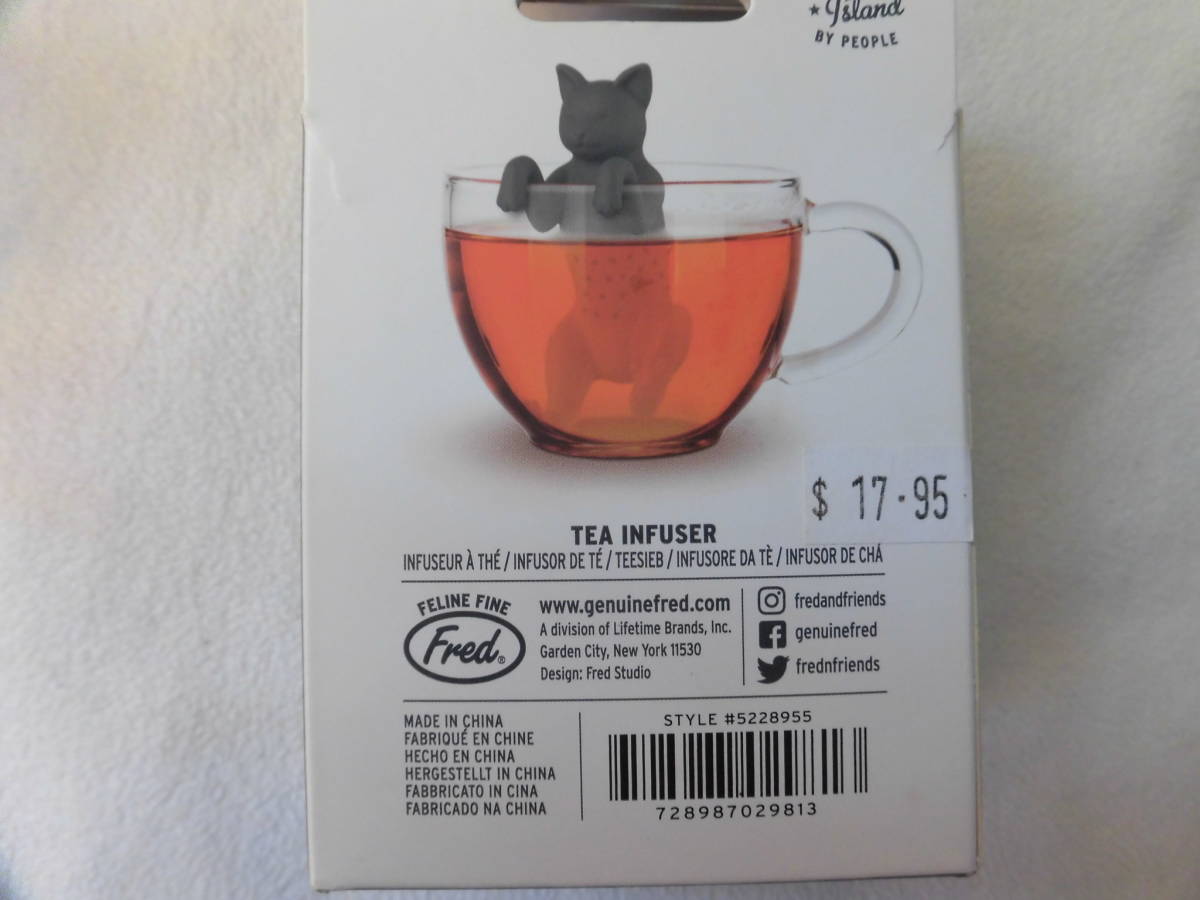 ★ Island
BY PEOPLE
$ 17.95
TEA INFUSER
INFUSEUR À THÉ / INFUSOR DE TÉ / TEESIEB / INFUSORE DA TÈ / INFUSOR DE CHÁ
FELINE FINE
Fred®
www.genuinefred.com
A division of Lifetime Brands, Inc.
Garden City, New York 11530
Design: Fred Studio
fredandfriends
genuinefred
frednfriends
MADE IN CHINA
FABRIQUÉ EN CHINE
HECHO EN CHINA
HERGESTELLT IN CHINA
FABBRICATO IN CINA
FABRICADO NA CHINA
STYLE #5228955
728987029813